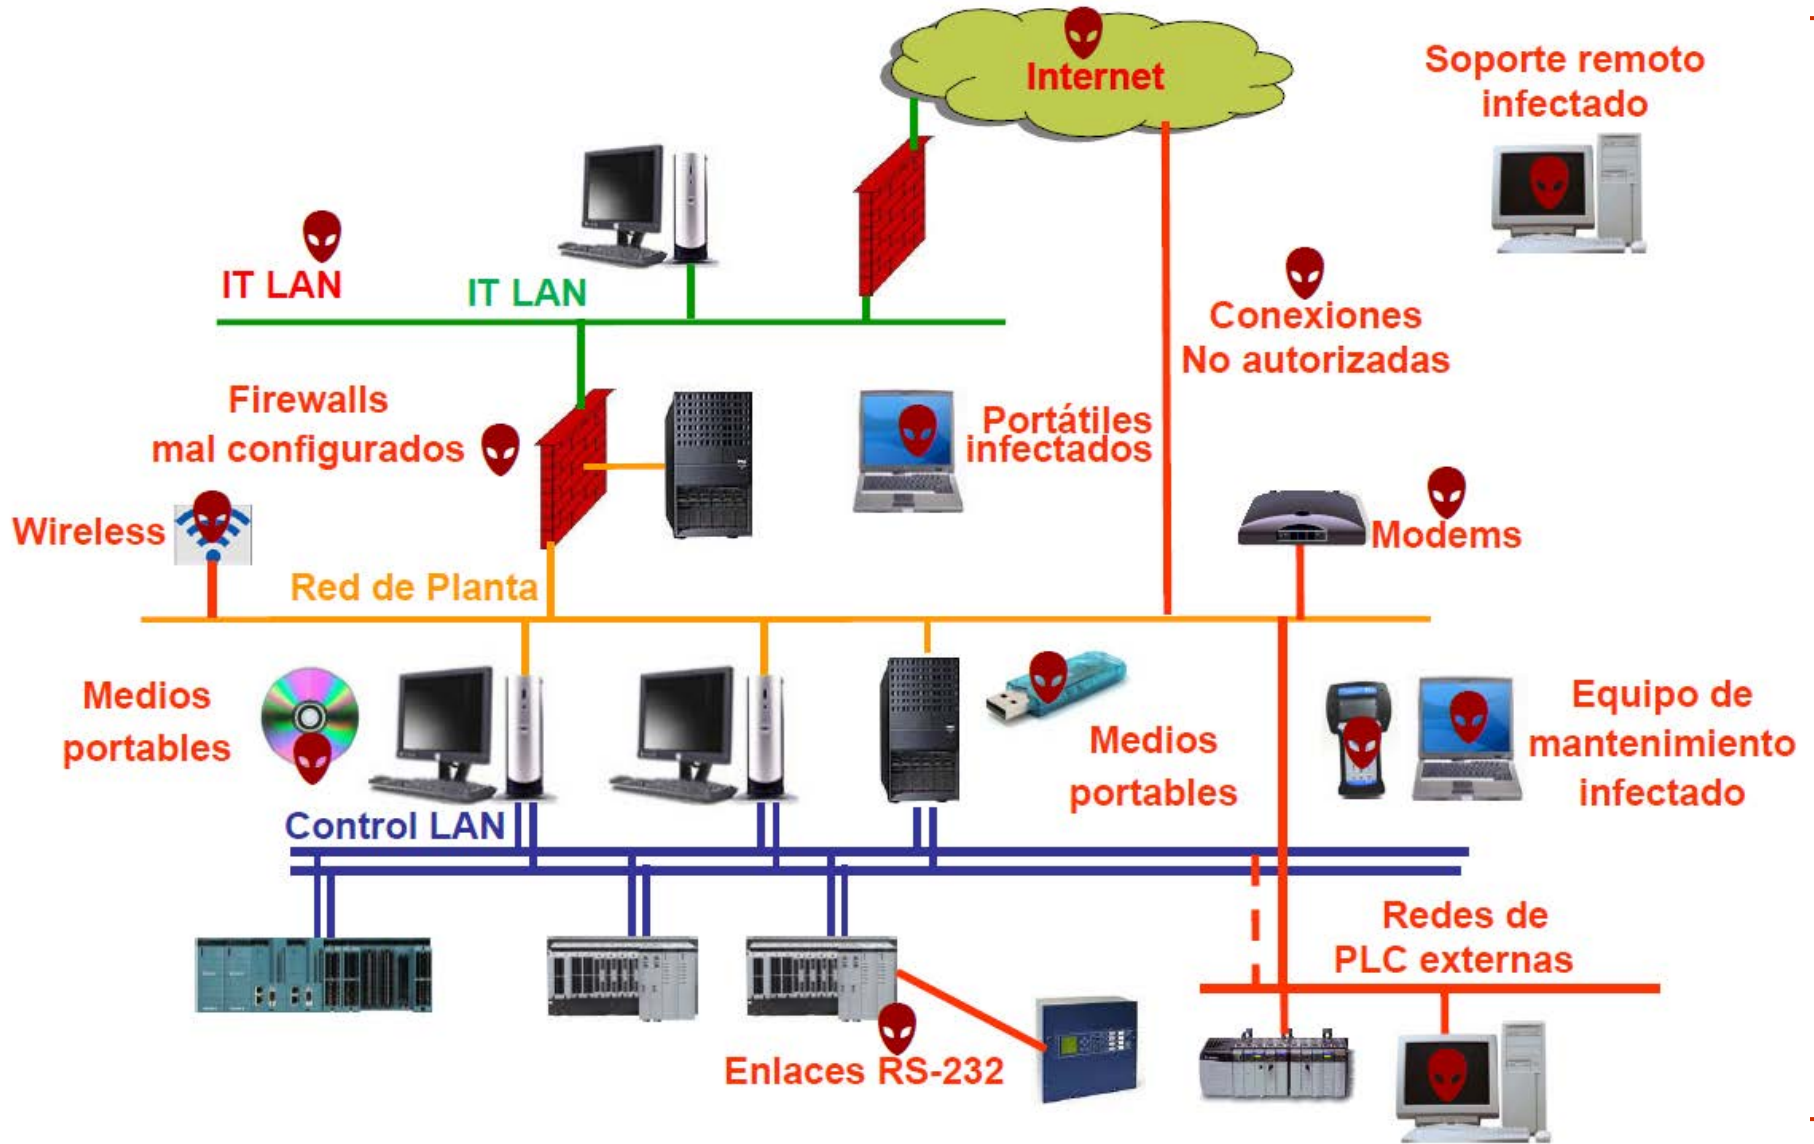 Internet
Soporte remoto
infectado
IT LAN
IT LAN
Conexiones
No autorizadas
Firewalls
mal configurados
Portátiles
infectados
Wireless
Modems
Red de Planta
Medios
portables
Medios
portables
Equipo de
mantenimiento
infectado
Control LAN
Redes de
PLC externas
Enlaces RS-232